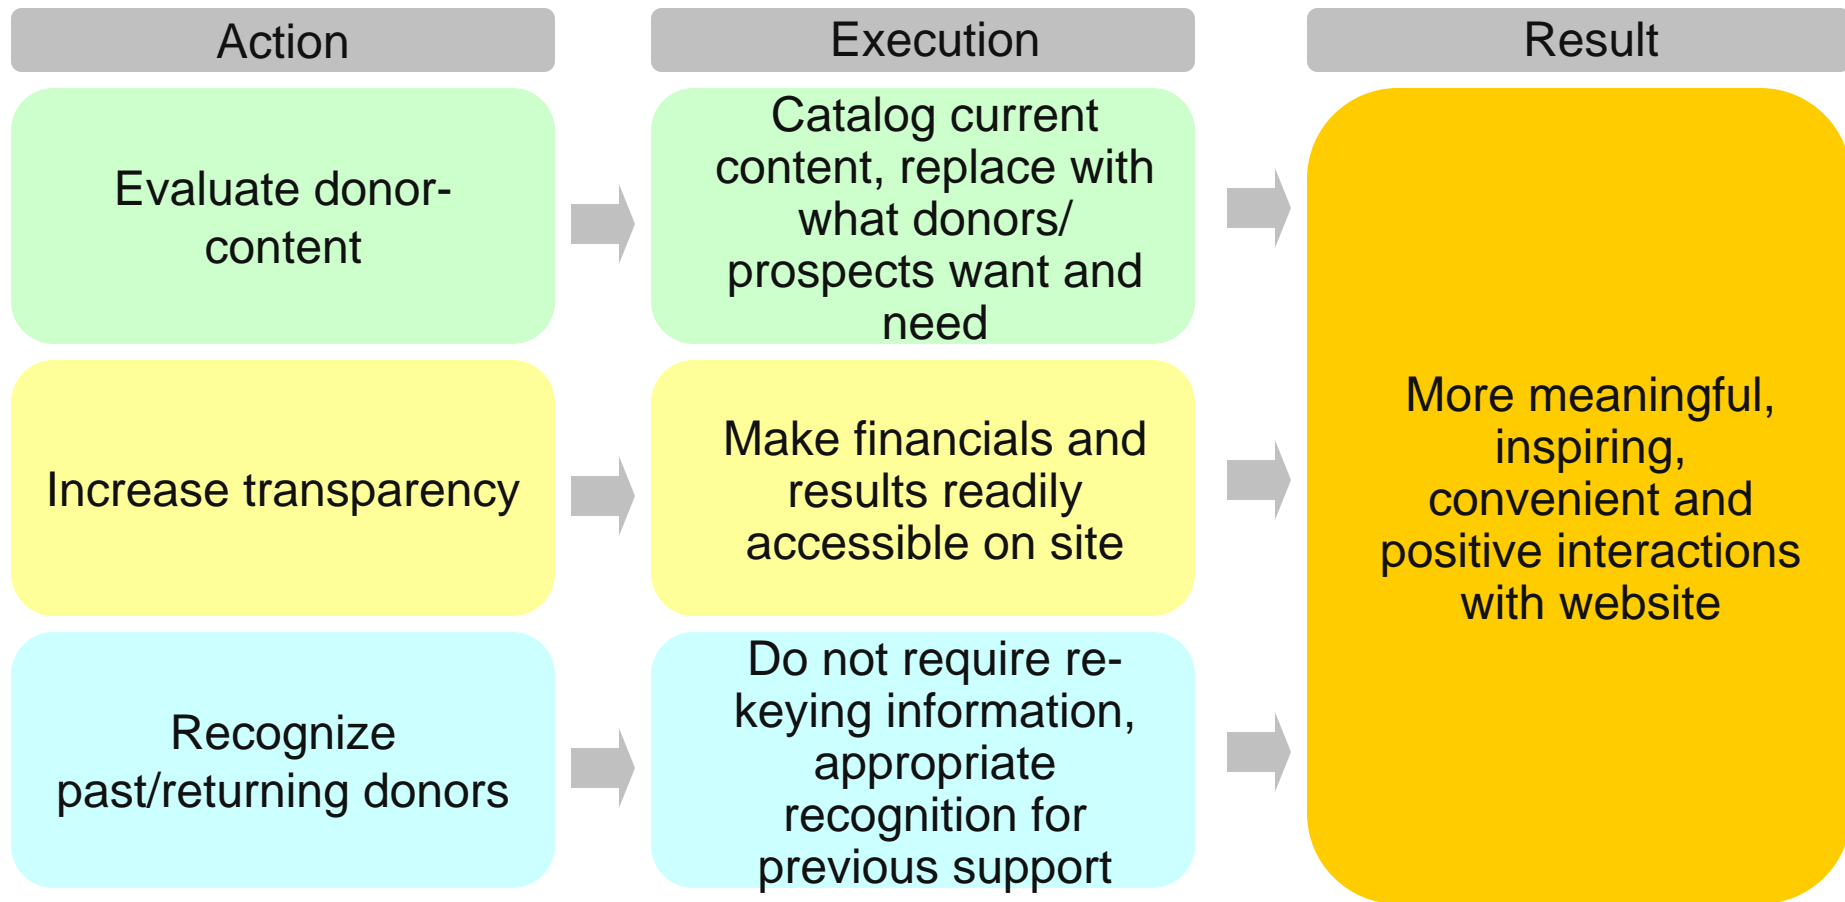 Action
Execution
Result
Evaluate donor-
content
Catalog current
content, replace with
what donors/
prospects want and
need
Increase transparency
Make financials and
results readily
accessible on site
Recognize
past/returning donors
Do not require re-
keying information,
appropriate
recognition for
previous support
More meaningful,
inspiring,
convenient and
positive interactions
with website